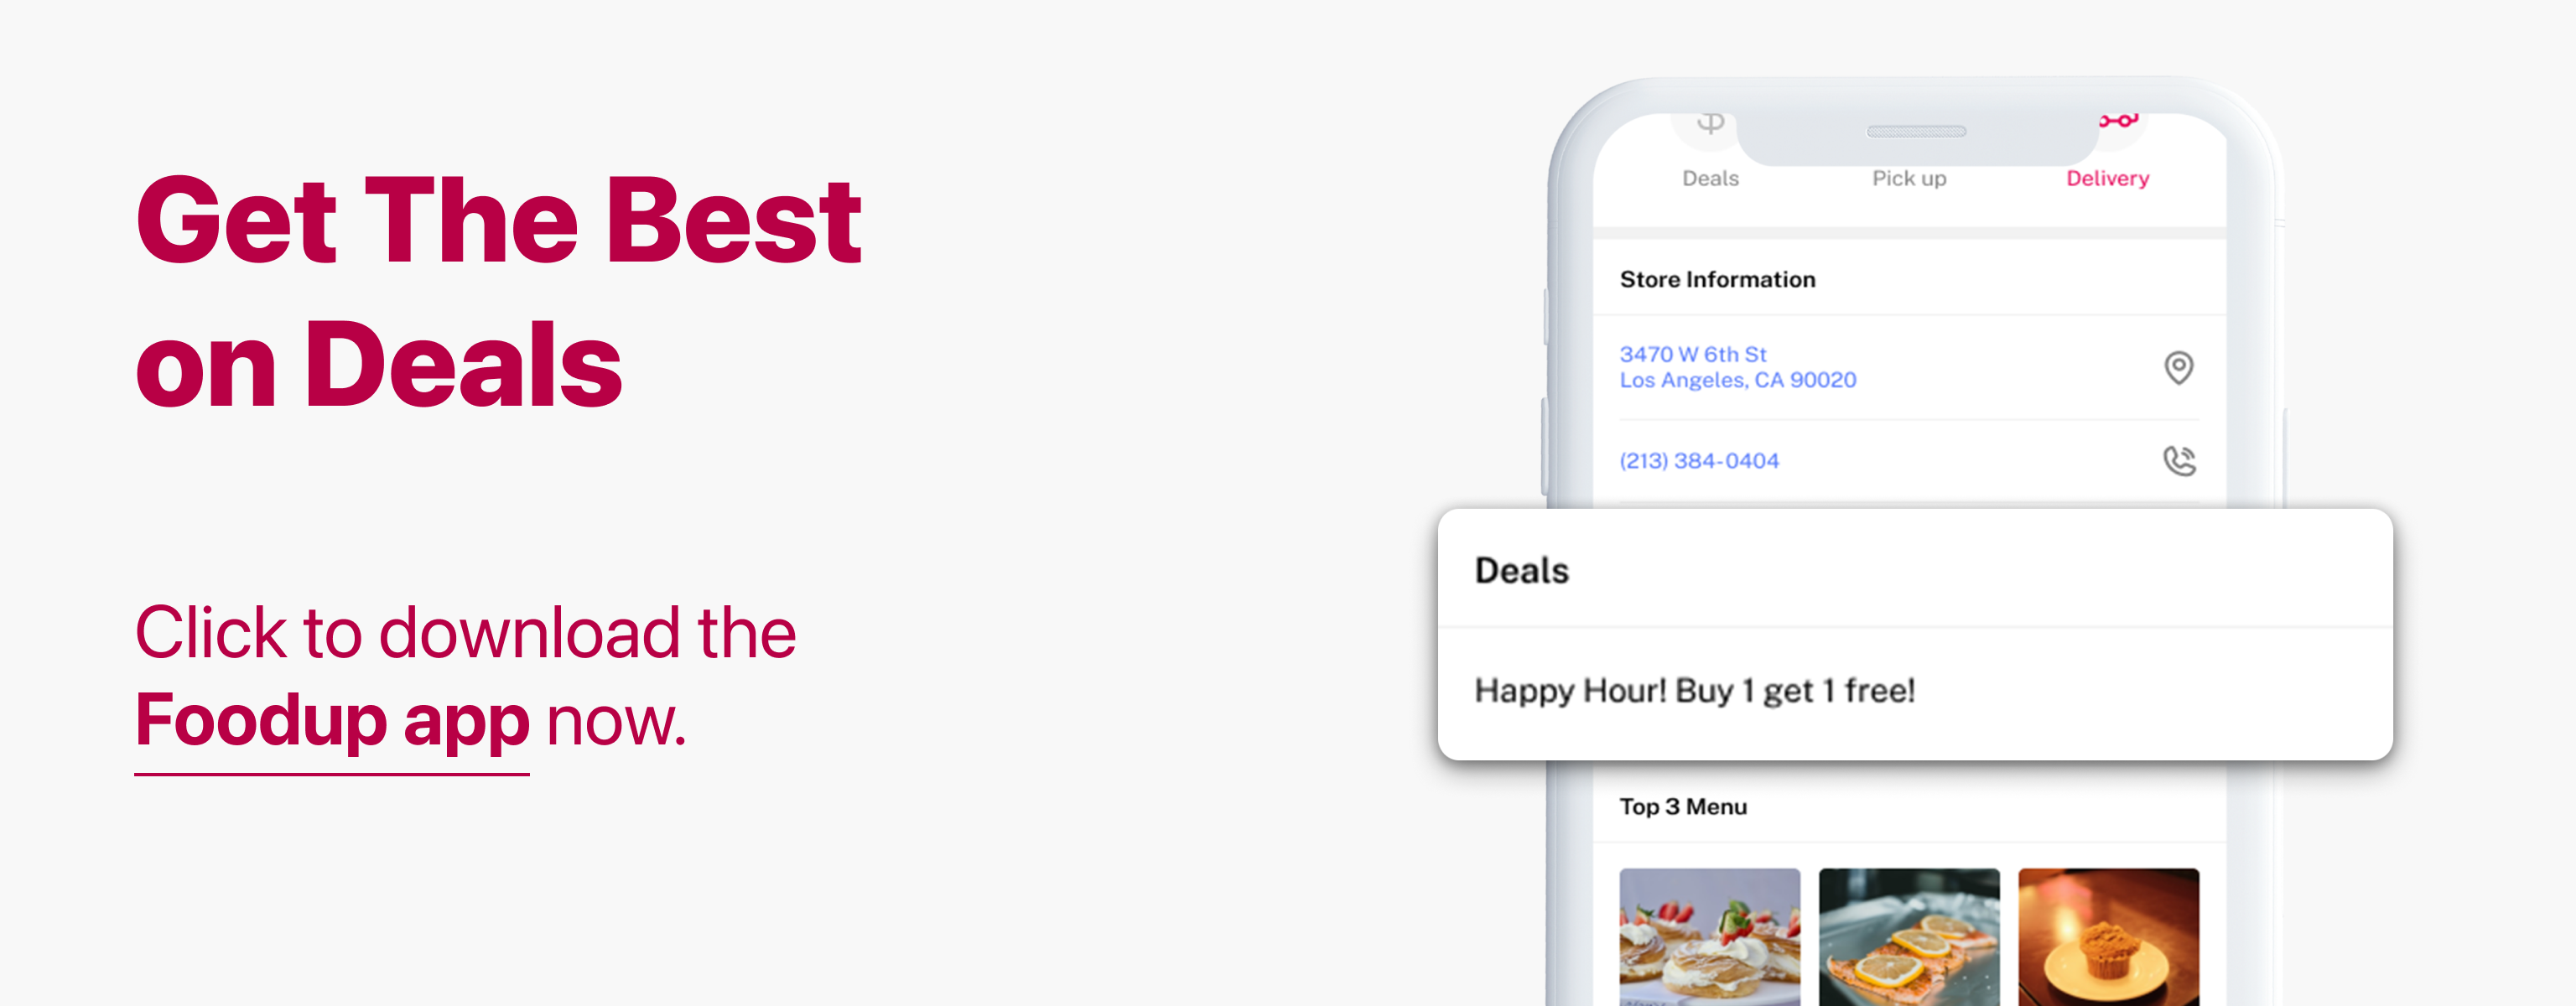 Get The Best
on Deals
Click to download the
Foodup app now.
Deals
Pick up
Delivery
Store Information
3470 W 6th St
Los Angeles, CA 90020
(213) 384-0404
Deals
Happy Hour! Buy 1 get 1 free!
Top 3 Menu